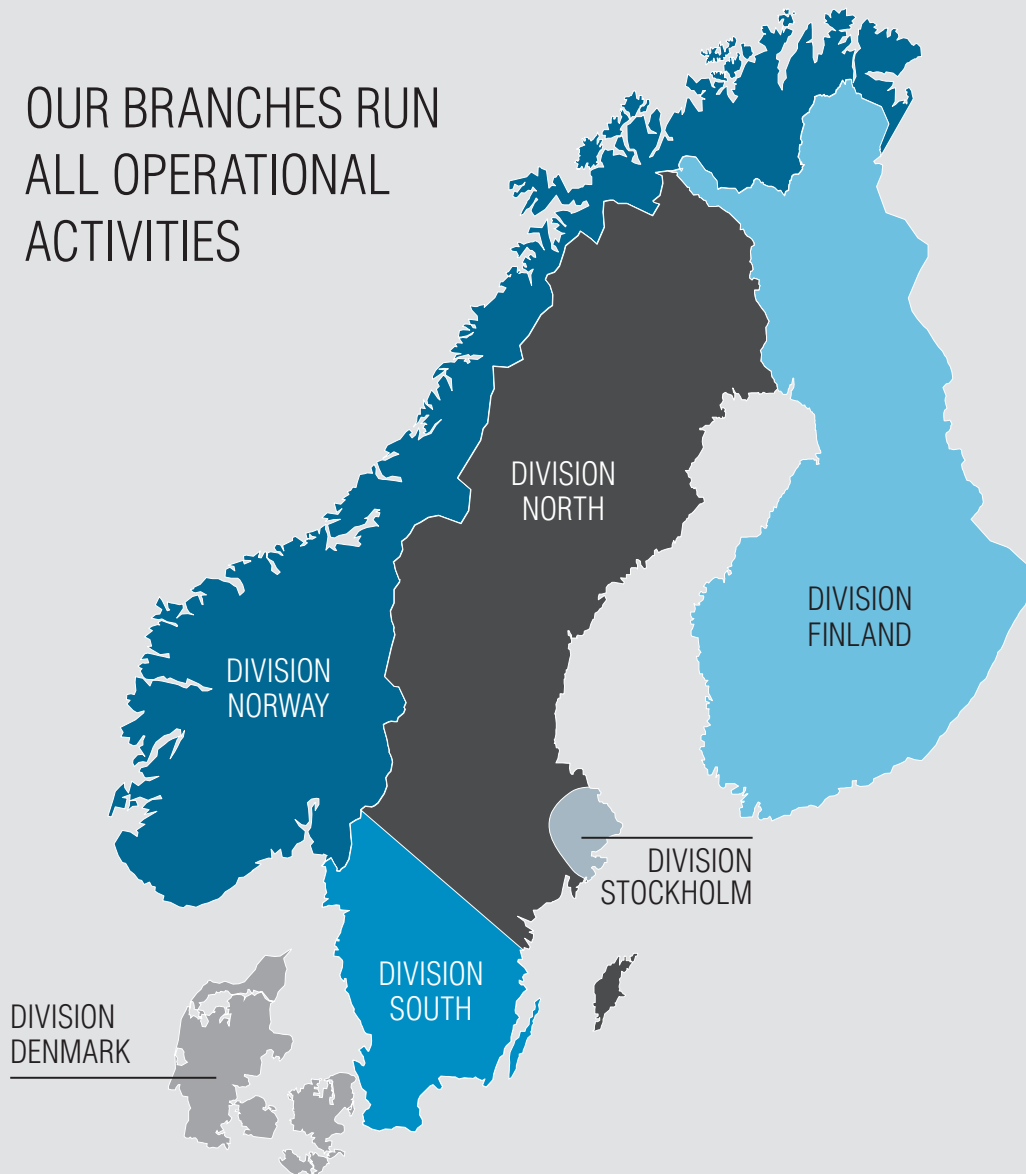 OUR BRANCHES RUN
ALL OPERATIONAL
ACTIVITIES
DIVISION
NORTH
DIVISION
FINLAND
DIVISION
NORWAY
DIVISION
STOCKHOLM
DIVISION
SOUTH
DIVISION
DENMARK